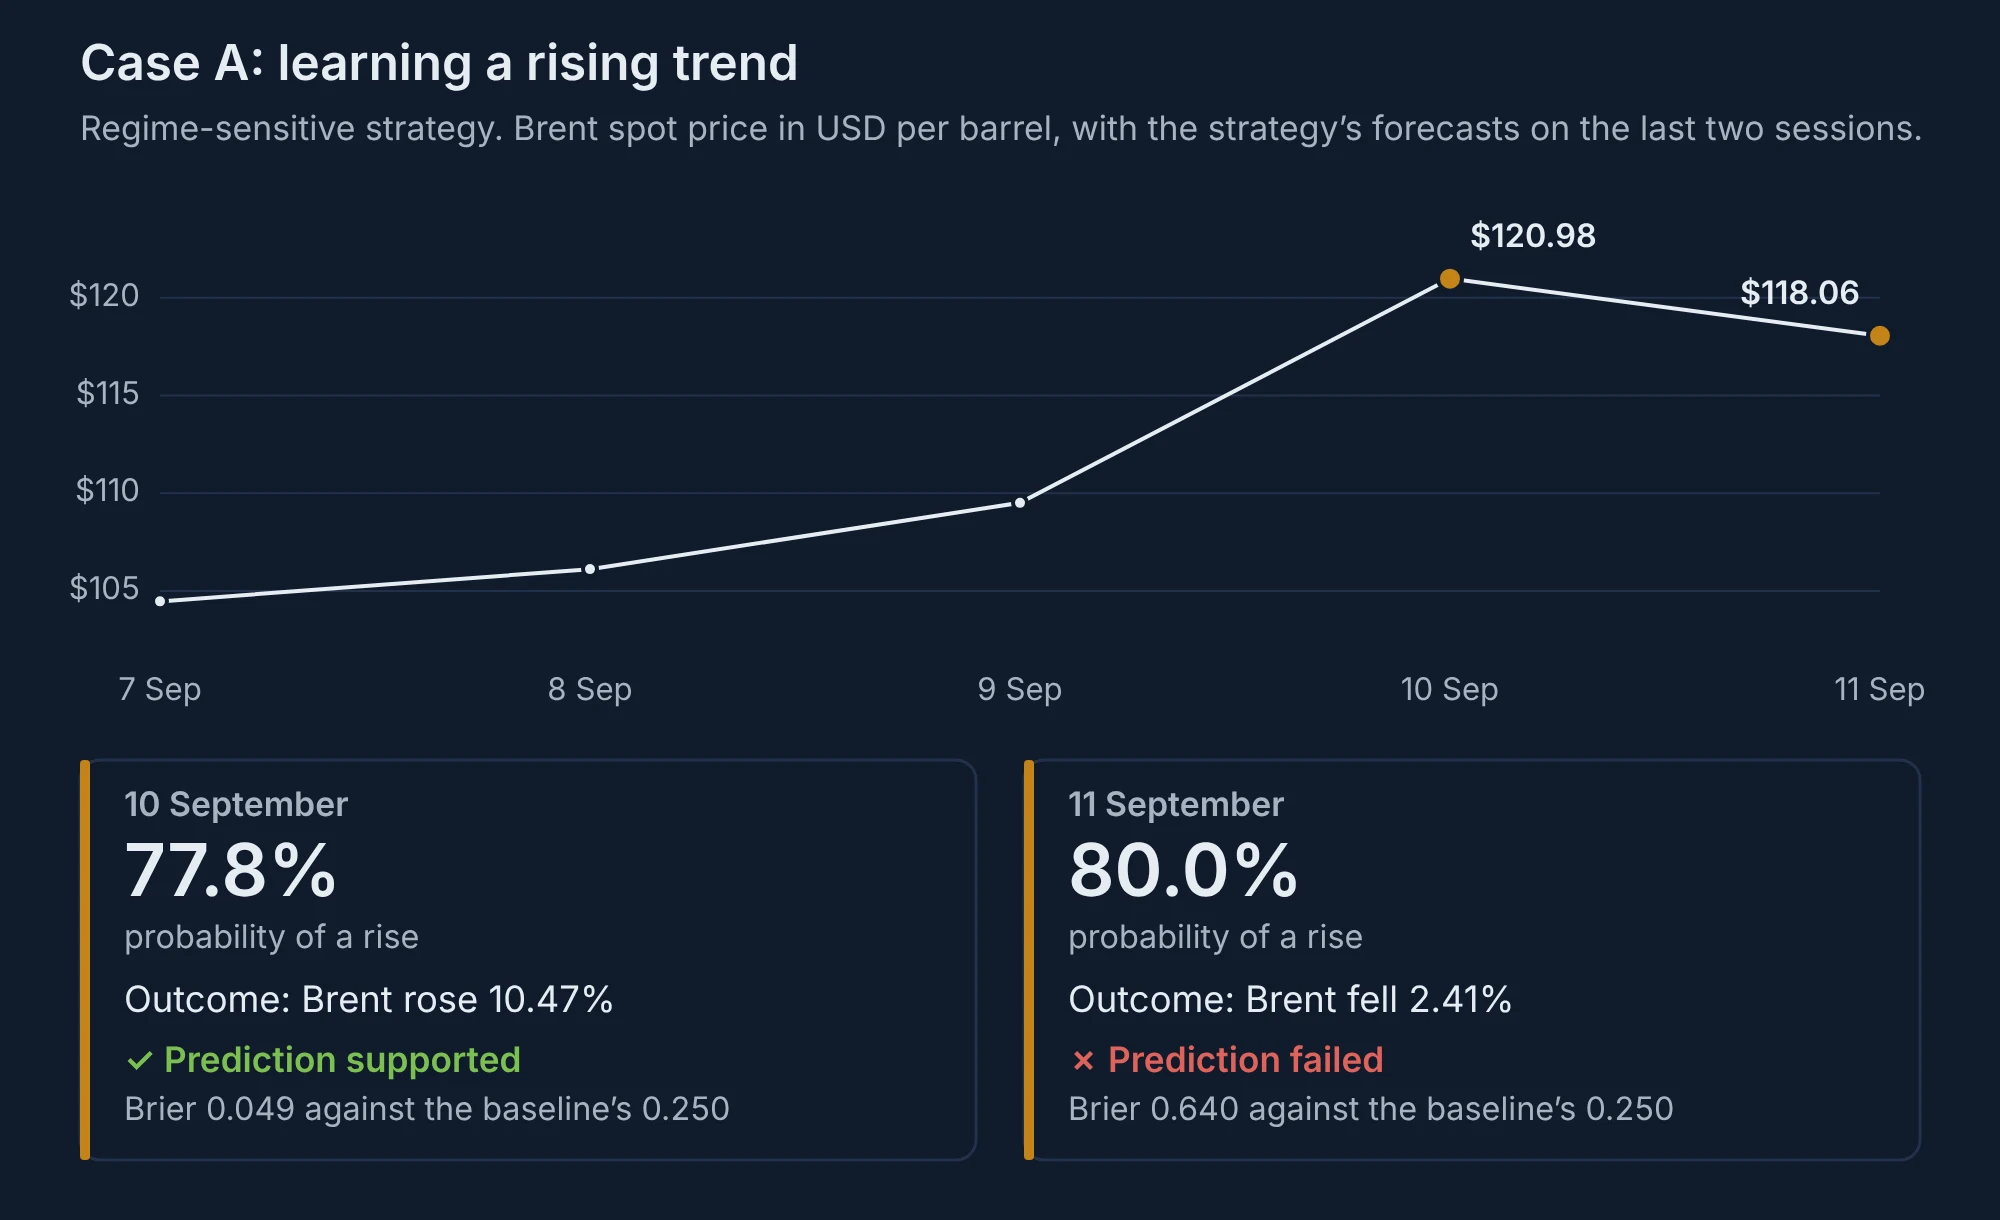 Case A: learning a rising trend
Regime-sensitive strategy. Brent spot price in USD per barrel, with the strategy’s forecasts on the last two sessions.
$120.98
$118.06
$120
$115
$110
$105
7 Sep
8 Sep
9 Sep
10 Sep
11 Sep
10 September
77.8%
probability of a rise
Outcome: Brent rose 10.47%
✓ Prediction supported
Brier 0.049 against the baseline’s 0.250
11 September
80.0%
probability of a rise
Outcome: Brent fell 2.41%
× Prediction failed
Brier 0.640 against the baseline’s 0.250